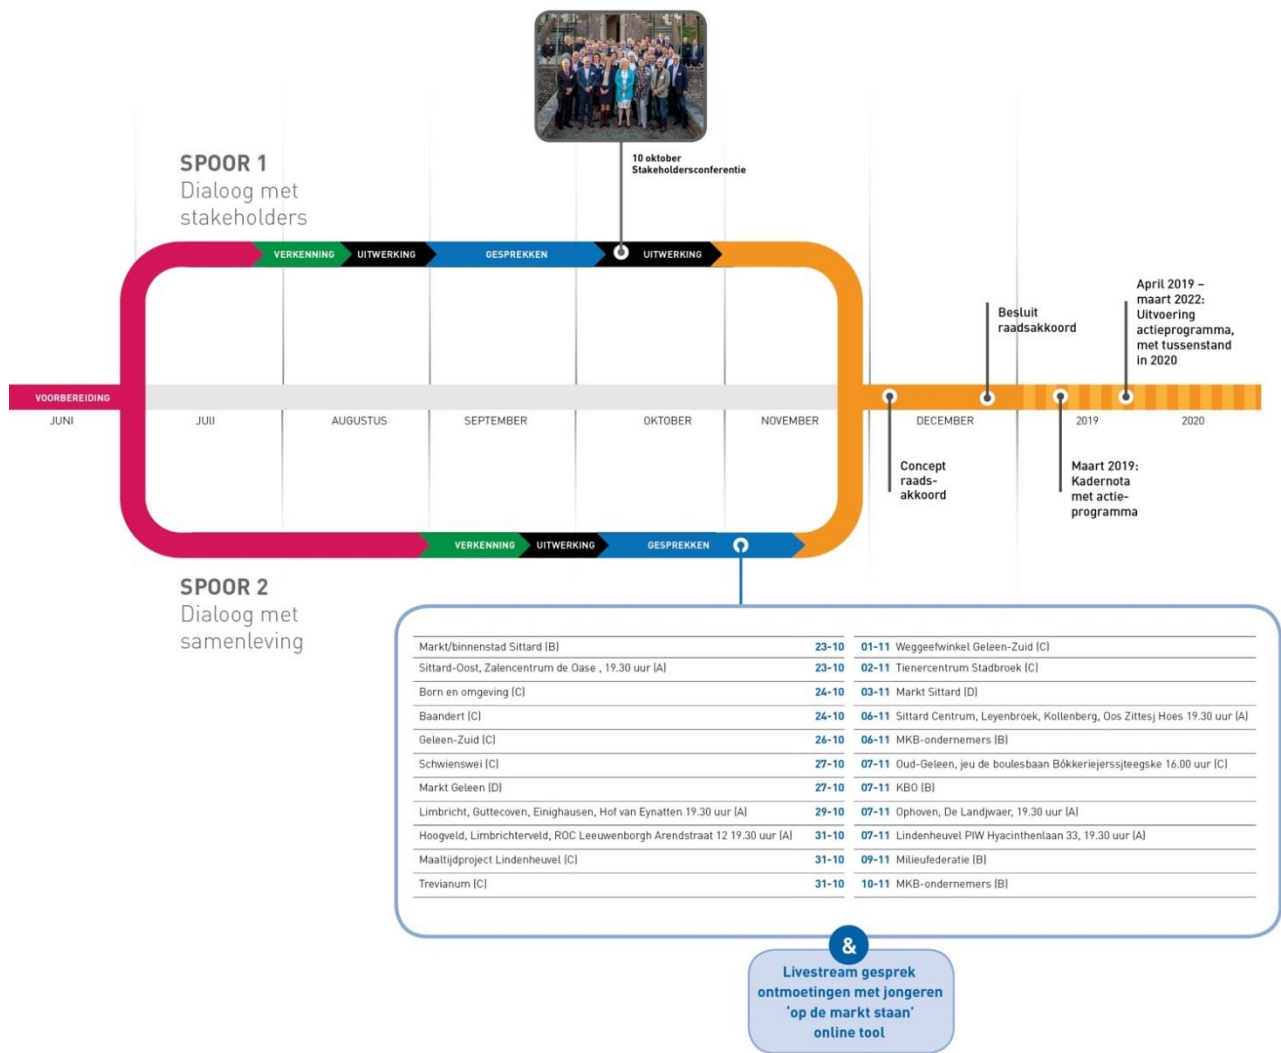 10 oktober
Stakeholdersconferentie
SPOOR 1
Dialoog met
stakeholders
VERKENNING
UITWERKING
GESPREKKEN
UITWERKING
April 2019 –
maart 2022:
Uitvoering
actieprogramma,
met tussenstand
in 2020
Besluit
raadsakkoord
VOORBEREIDING
JUNI
JULI
AUGUSTUS
SEPTEMBER
OKTOBER
NOVEMBER
DECEMBER
2019
2020
Concept
raads-
akkoord
Maart 2019:
Kadernota
met actie-
programma
VERKENNING
UITWERKING
GESPREKKEN
SPOOR 2
Dialoog met
samenleving
Markt/binnenstad Sittard (B) 23-10
Sittard-Oost, Zalencentrum de Oase , 19.30 uur (A) 23-10
Born en omgeving (C) 24-10
Baandert (C) 24-10
Geleen-Zuid (C) 26-10
Schwienswei (C) 27-10
Markt Geleen (D) 27-10
Limbricht, Guttecoven, Einighausen, Hof van Eynatten 19.30 uur (A) 29-10
Hoogveld, Limbrichterveld, ROC Leeuwenborgh Arendstraat 12 19.30 uur (A) 31-10
Maaltijdproject Lindenheuvel (C) 31-10
Trevianum (C) 31-10
01-11 Weggeefwinkel Geleen-Zuid (C)
02-11 Tienercentrum Stadbroek (C)
03-11 Markt Sittard (D)
06-11 Sittard Centrum, Leyenbroek, Kollenberg, Oos Zittesj Hoes 19.30 uur (A)
06-11 MKB-ondernemers (B)
07-11 Oud-Geleen, jeu de boulesbaan Bókkeriejerssjteegske 16.00 uur (C)
07-11 KBO (B)
07-11 Ophoven, De Landjwaer, 19.30 uur (A)
07-11 Lindenheuvel PIW Hyacinthenlaan 33, 19.30 uur (A)
09-11 Milieufederatie (B)
10-11 MKB-ondernemers (B)
&
Livestream gesprek
ontmoetingen met jongeren
'op de markt staan'
online tool